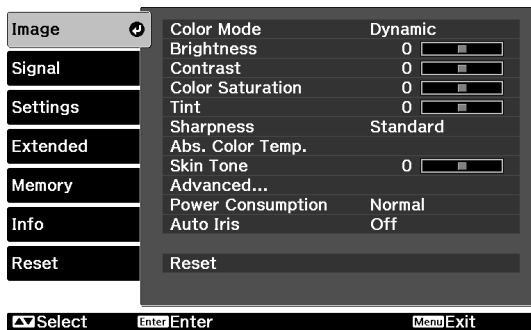 Image
Signal
Settings
Extended
Memory
Info
Reset
Color Mode Dynamic
Brightness 0
Contrast 0
Color Saturation 0
Tint 0
Sharpness Standard
Abs. Color Temp.
Skin Tone 0
Advanced...
Power Consumption Normal
Auto Iris Off
Reset
Select Enter Enter Menu Exit